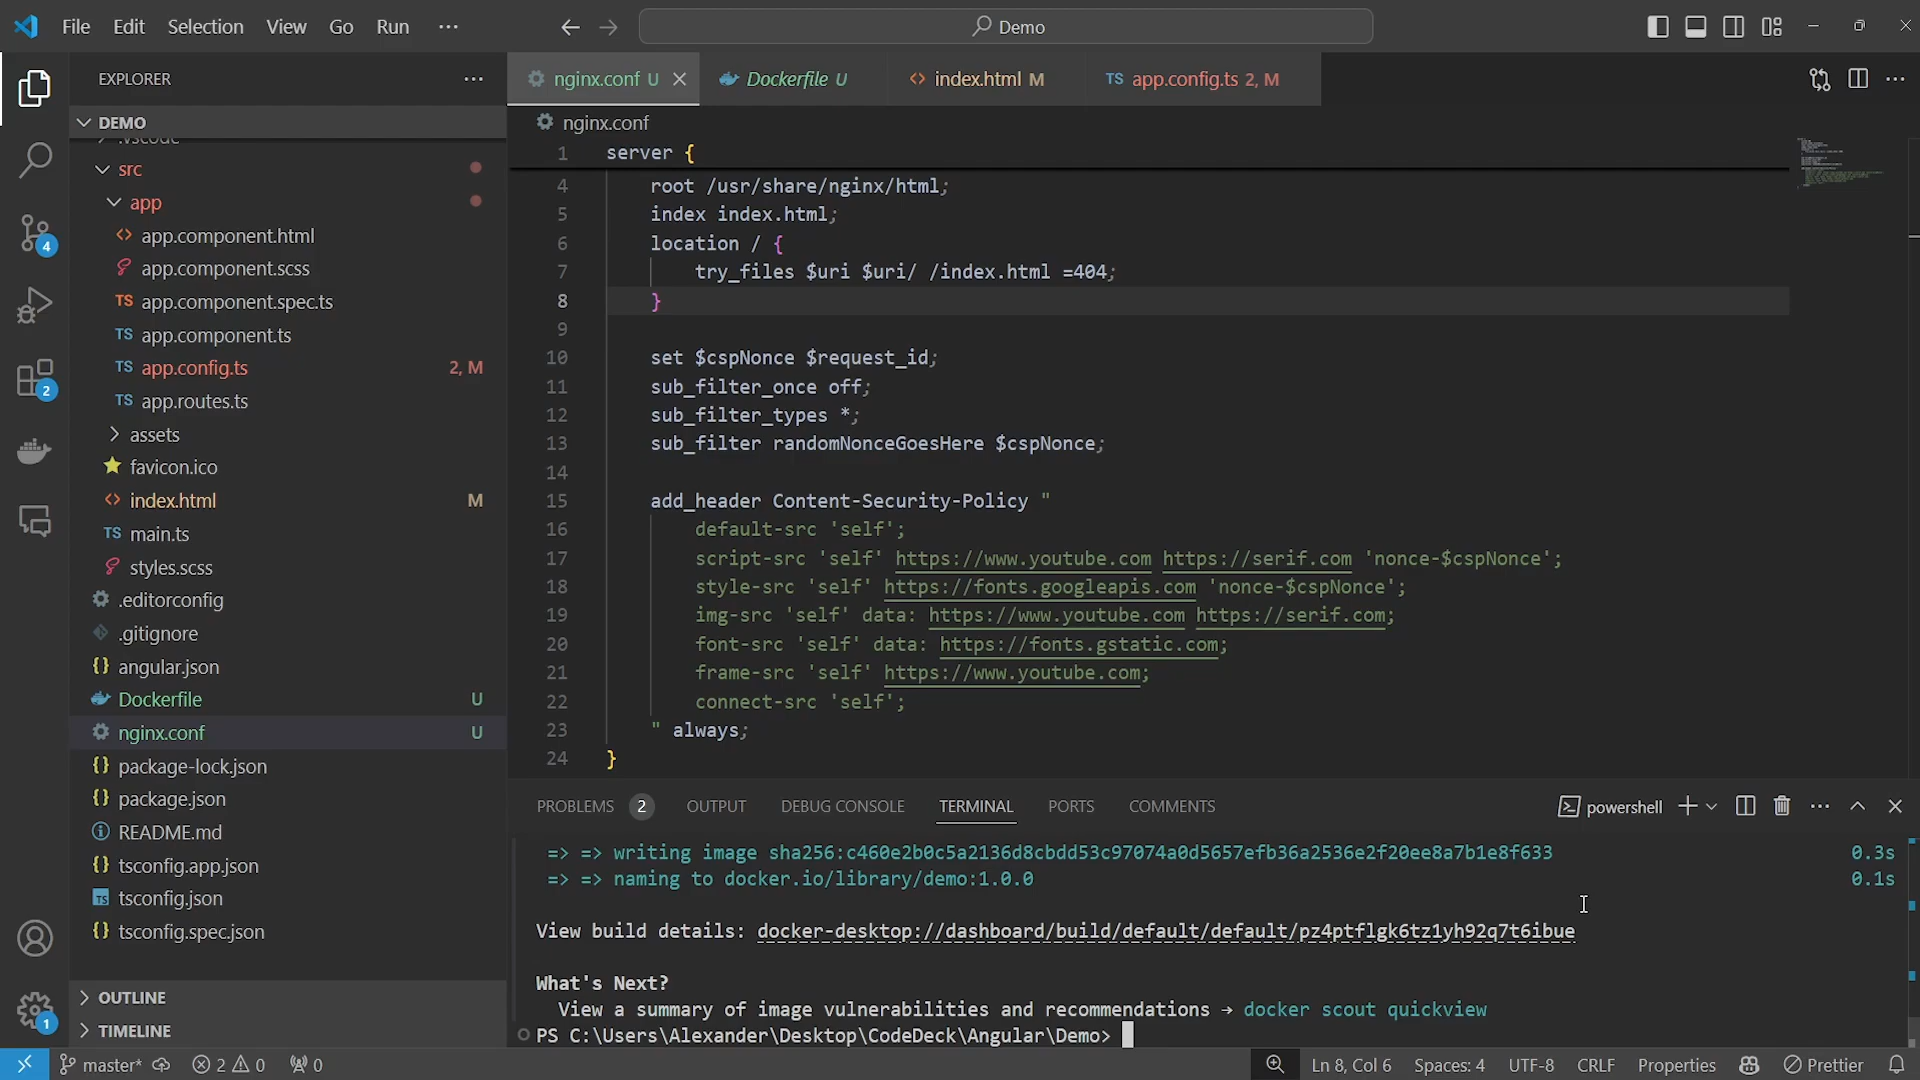 File Edit Selection View Go Run ···
Demo
EXPLORER
nginx.conf U
Dockerfile U
index.html M
TS app.config.ts 2, M
DEMO
.vscode
src
app
app.component.html
app.component.scss
TS app.component.spec.ts
TS app.component.ts
TS app.config.ts 2, M
TS app.routes.ts
assets
favicon.ico
index.html M
TS main.ts
styles.scss
.editorconfig
.gitignore
angular.json
Dockerfile U
nginx.conf U
package-lock.json
package.json
README.md
tsconfig.app.json
tsconfig.json
tsconfig.spec.json
OUTLINE
TIMELINE
4
2
1
nginx.conf
1 server {
4 root /usr/share/nginx/html;
5 index index.html;
6 location / {
7 try_files $uri $uri/ /index.html =404;
8 }
9
10 set $cspNonce $request_id;
11 sub_filter_once off;
12 sub_filter_types *;
13 sub_filter randomNonceGoesHere $cspNonce;
14
15 add_header Content-Security-Policy "
16 default-src 'self';
17 script-src 'self' https://www.youtube.com https://serif.com 'nonce-$cspNonce';
18 style-src 'self' https://fonts.googleapis.com 'nonce-$cspNonce';
19 img-src 'self' data: https://www.youtube.com https://serif.com;
20 font-src 'self' data: https://fonts.gstatic.com;
21 frame-src 'self' https://www.youtube.com;
22 connect-src 'self';
23 " always;
24 }
PROBLEMS 2 OUTPUT DEBUG CONSOLE TERMINAL PORTS COMMENTS
powershell
=> => writing image sha256:c460e2b0c5a2136d8cbdd53c97074a0d5657efb36a2536e2f20ee8a7b1e8f633 0.3s
=> => naming to docker.io/library/demo:1.0.0 0.1s
View build details: docker-desktop://dashboard/build/default/default/pz4ptflgk6tz1yh92q7t6ibue
What's Next?
View a summary of image vulnerabilities and recommendations → docker scout quickview
PS C:\Users\Alexander\Desktop\CodeDeck\Angular\Demo>
master* 2 0 0
Ln 8, Col 6 Spaces: 4 UTF-8 CRLF Properties Prettier